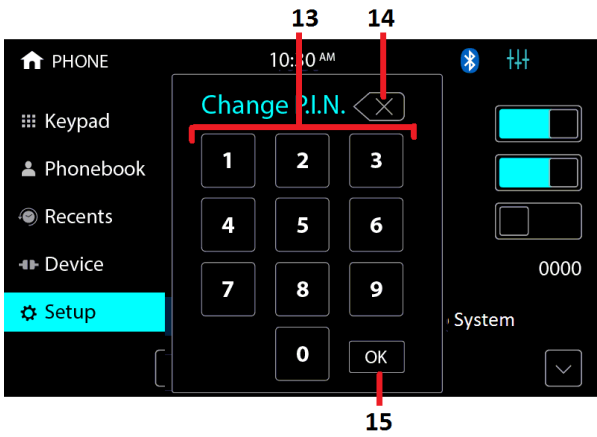 13 14
PHONE 10:30 AM
Change P.I.N.
Keypad
Phonebook
Recents
Device
Setup
1 2 3
4 5 6
7 8 9
0 OK
0000
System
15